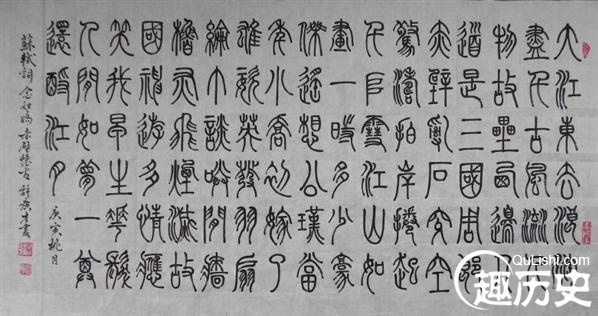 大江東去浪淘
盡千古風流人
物故壘西邊人
道是三國周郎
赤壁亂石穿空
驚濤拍岸捲起
千堆雪江山如
畫一時多少豪
傑遙想公瑾當
年小喬初嫁了
雄姿英發羽扇
綸巾談笑間牆
櫓灰飛煙滅故
國神遊多情應
笑我早生華髮
人間如夢一尊
還酹江月
庚寅桃月
蘇軾詞 念奴嬌 赤壁懷古 生書
QuLishi.com
趣历史